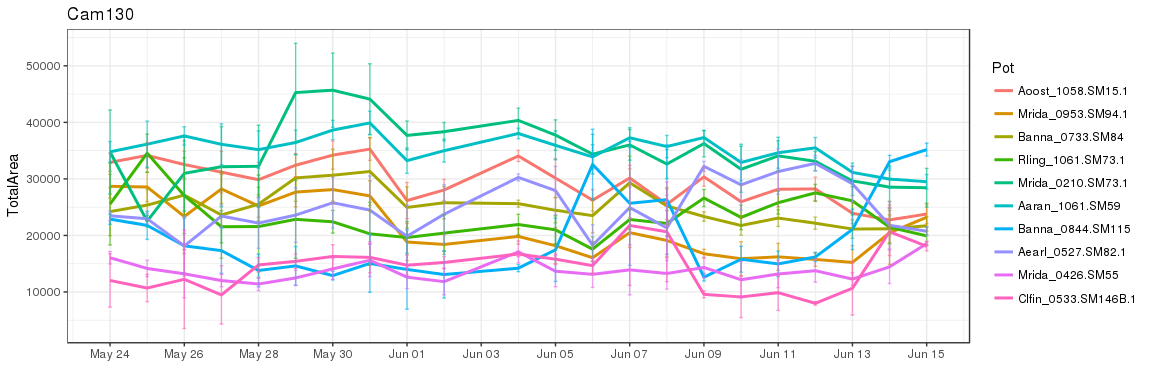 Cam130
TotalArea
50000
40000
30000
20000
10000
May 24 May 26 May 28 May 30 Jun 01 Jun 03 Jun 05 Jun 07 Jun 09 Jun 11 Jun 13 Jun 15
Pot
Aoost_1058.SM15.1
Mrida_0953.SM94.1
Banna_0733.SM84
Rling_1061.SM73.1
Mrida_0210.SM73.1
Aaran_1061.SM59
Banna_0844.SM115
Aearl_0527.SM82.1
Mrida_0426.SM55
Clfin_0533.SM146B.1